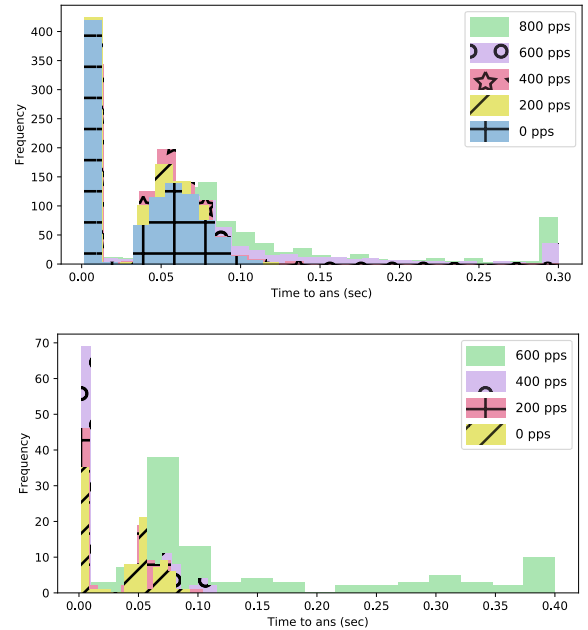 400
350
300
250
200
150
100
50
0
Frequency
800 pps
600 pps
400 pps
200 pps
0 pps
0.00 0.05 0.10 0.15 0.20 0.25 0.30
Time to ans (sec)
70
60
50
40
30
20
10
0
Frequency
600 pps
400 pps
200 pps
0 pps
0.00 0.05 0.10 0.15 0.20 0.25 0.30 0.35 0.40
Time to ans (sec)